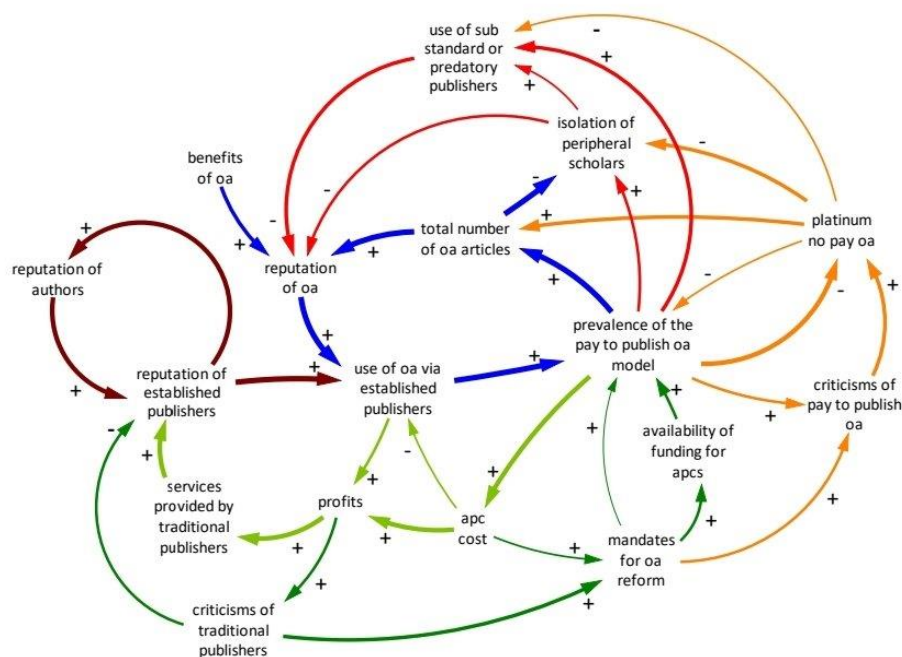 use of sub
standard or
predatory
publishers
-
+
+
isolation of
peripheral
scholars
-
benefits
of oa
-
-
+
+
+
-
+
total number
of oa articles
+
platinum
no pay oa
reputation of
authors
reputation
of oa
+
-
+
+
prevalence of the
pay to publish oa
model
-
+
+
+
reputation of
established
publishers
use of oa via
established
publishers
+
criticisms of
pay to publish
oa
-
+
-
+
+
availability of
funding for
apcs
+
services
provided by
traditional
publishers
+
profits
+
apc
cost
+
+
+
+
mandates
for oa
reform
+
+
criticisms of
traditional
publishers
+